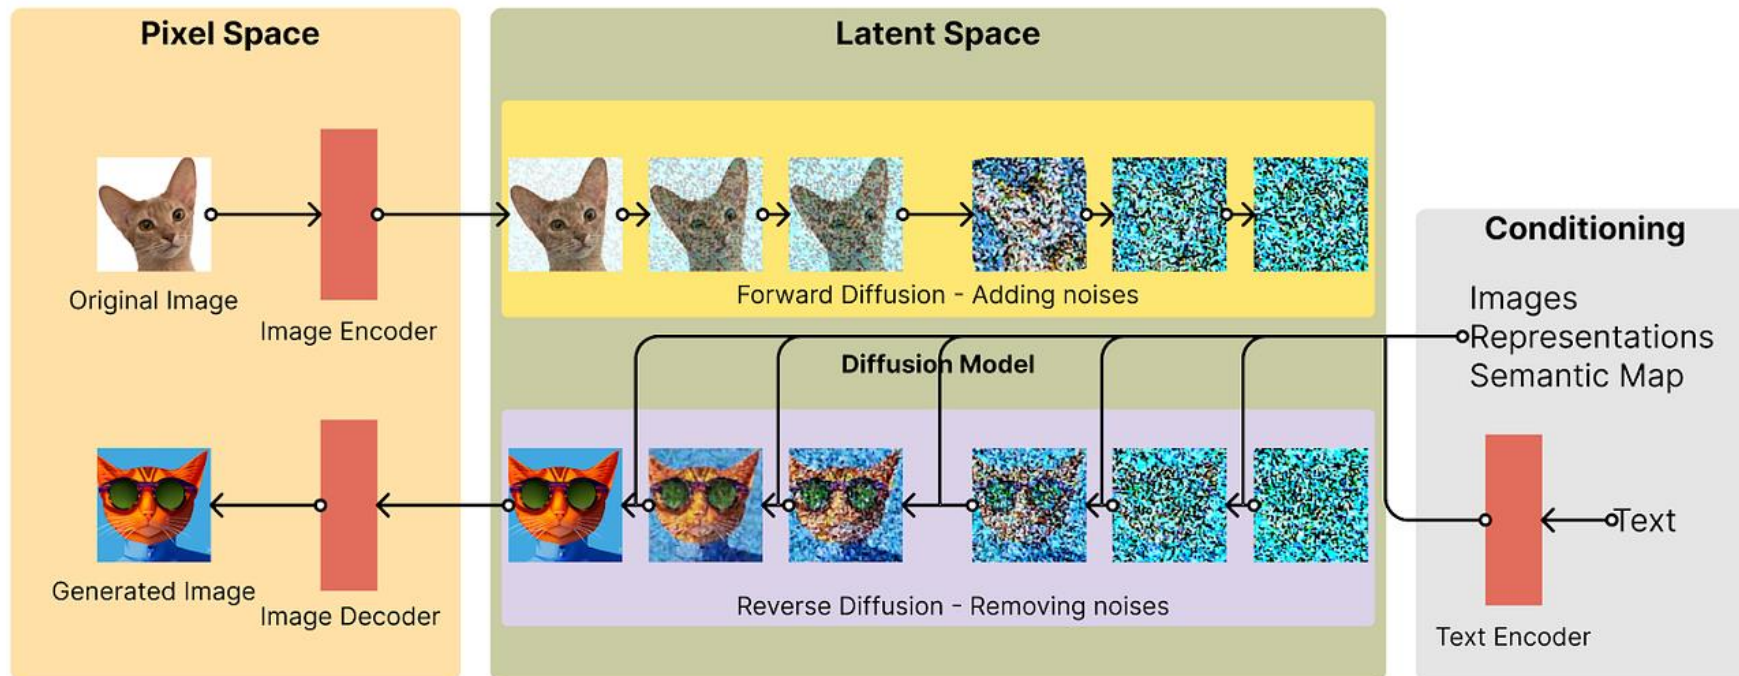 Pixel Space
Original Image
Image Encoder
Generated Image
Image Decoder
Latent Space
Forward Diffusion - Adding noises
Diffusion Model
Reverse Diffusion - Removing noises
Conditioning
Images
Representations
Semantic Map
Text
Text Encoder